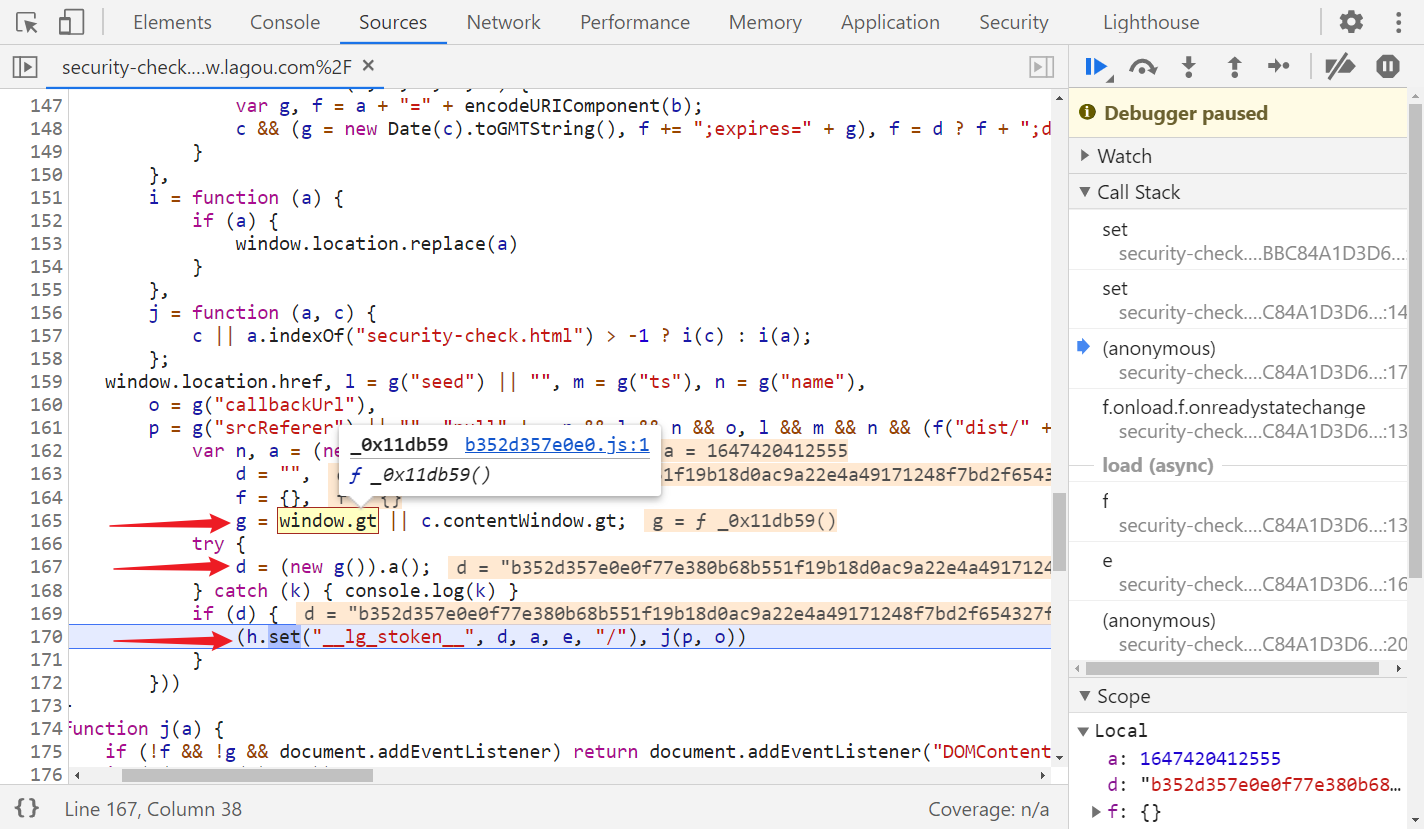 Elements Console Sources Network Performance Memory Application Security Lighthouse
security-check....w.lagou.com%2F ×
147 var g, f = a + "=" + encodeURIComponent(b);
148 c && (g = new Date(c).toGMTString(), f += ";expires=" + g), f = d ? f + ";d
149 }
150 },
151 i = function (a) {
152 if (a) {
153 window.location.replace(a)
154 }
155 },
156 j = function (a, c) {
157 c || a.indexOf("security-check.html") > -1 ? i(c) : i(a);
158 };
159 window.location.href, l = g("seed") || "", m = g("ts"), n = g("name"),
160 o = g("callbackUrl"),
161 p = g("srcReferer") || "", "null" n && l && n && o, l && m && n && (f("dist/" +
162 var n, a = (ne a = 1647420412555
163 d = "", 1f19b18d0ac9a22e4a49171248f7bd2f6543
164 f = {}, f = {}
165 g = window.gt || c.contentWindow.gt; g = ƒ _0x11db59()
166 try {
167 d = (new g()).a(); d = "b352d357e0e0f77e380b68b551f19b18d0ac9a22e4a4917124
168 } catch (k) { console.log(k) }
169 if (d) { d = "b352d357e0e0f77e380b68b551f19b18d0ac9a22e4a49171248f7bd2f654327f
170 (h.set("__lg_stoken__", d, a, e, "/"), j(p, o))
171 }
172 }))
173
174 function j(a) {
175 if (!f && !g && document.addEventListener) return document.addEventListener("DOMContent
176
_0x11db59 b352d357e0e0.js:1
ƒ _0x11db59()
{} Line 167, Column 38 Coverage: n/a
Debugger paused
Watch
Call Stack
set
security-check....BBC84A1D3D6...
set
security-check....C84A1D3D6...:14
(anonymous)
security-check....C84A1D3D6...:17
f.onload.f.onreadystatechange
security-check....C84A1D3D6...:13
load (async)
f
security-check....C84A1D3D6...:13
e
security-check....C84A1D3D6...:16
(anonymous)
security-check....C84A1D3D6...:20
Scope
Local
a: 1647420412555
d: "b352d357e0e0f77e380b68...
f: {}